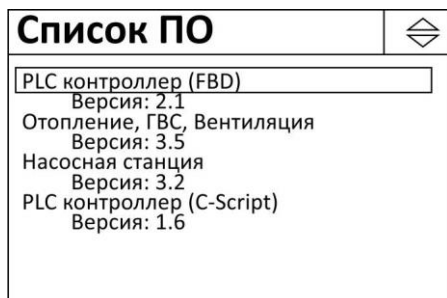 Список ПО
PLC контроллер (FBD)
Версия: 2.1
Отопление, ГВС, Вентиляция
Версия: 3.5
Насосная станция
Версия: 3.2
PLC контроллер (C-Script)
Версия: 1.6